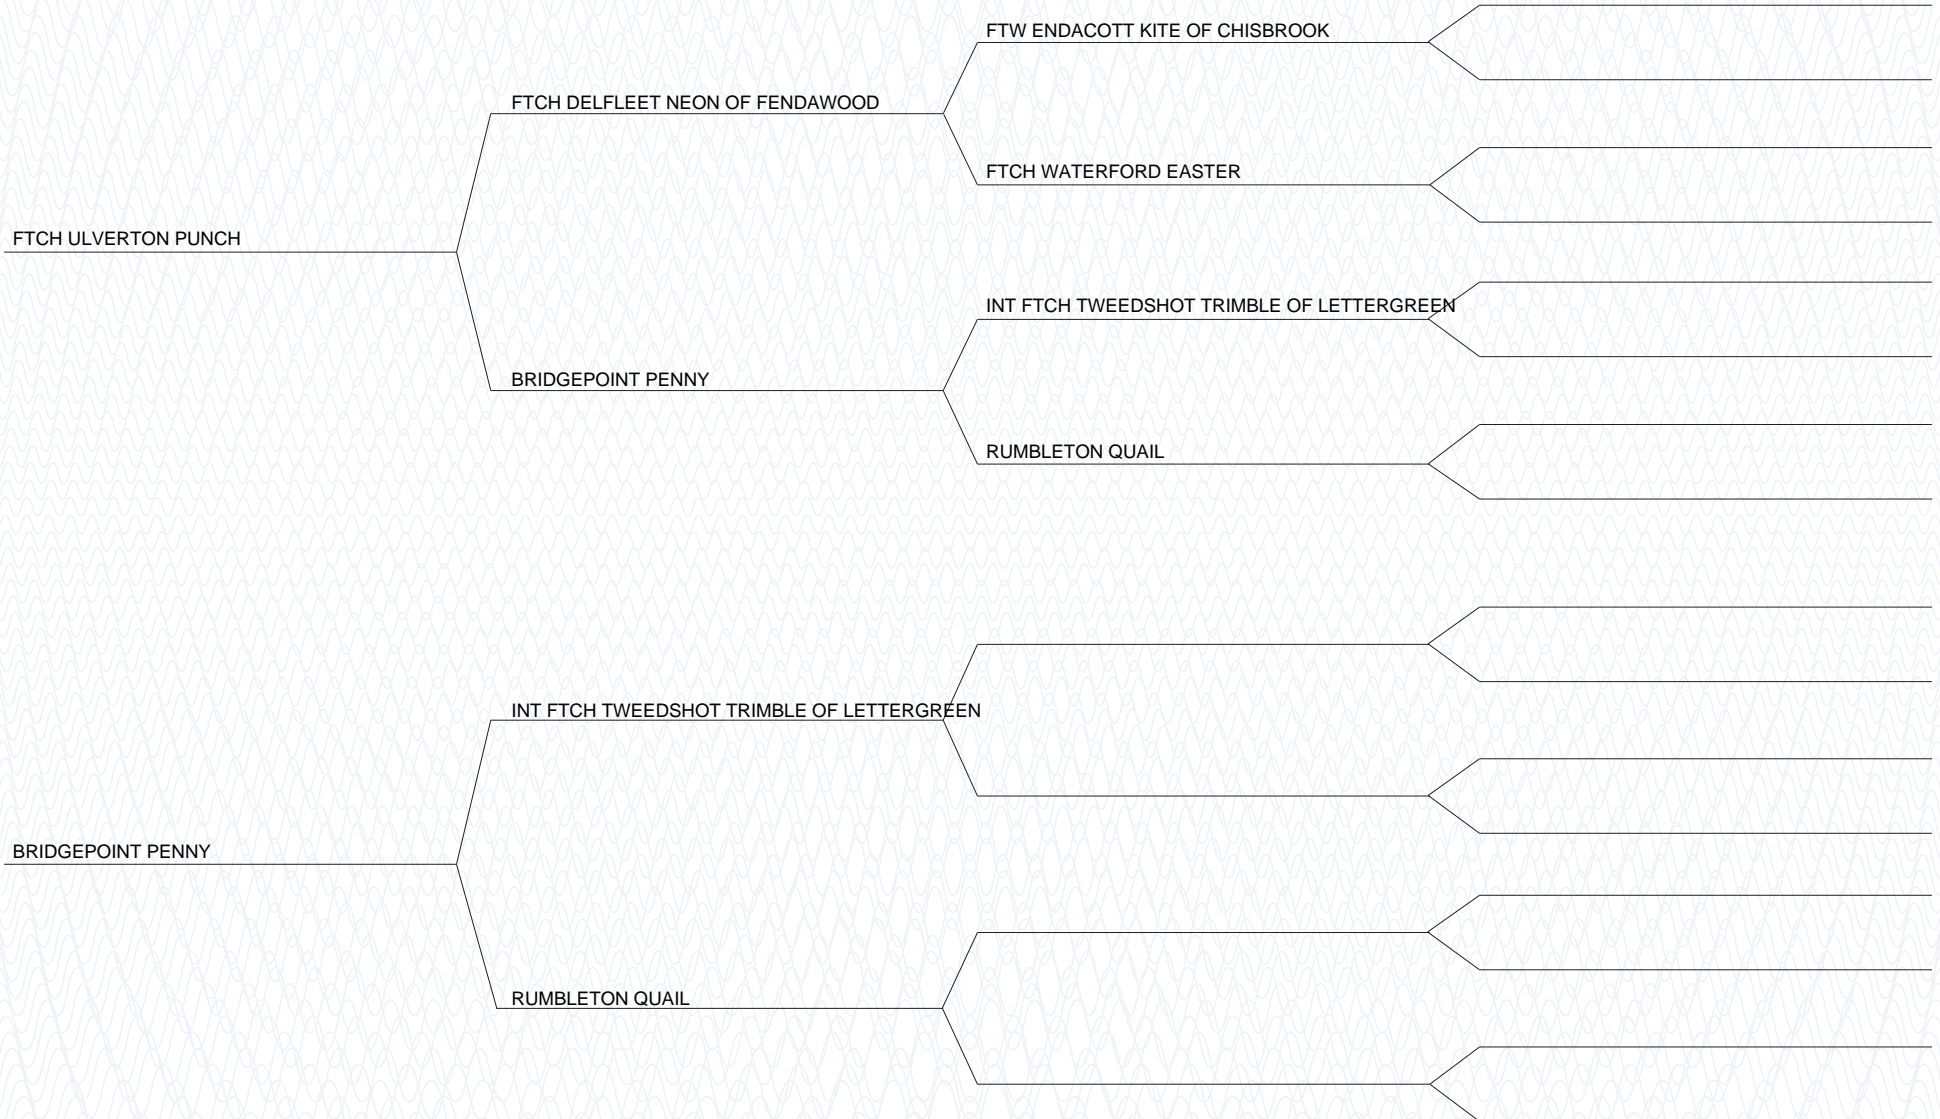 FTW ENDACOTT KITE OF CHISBROOK
FTCH DELFLEET NEON OF FENDAWOOD
FTCH WATERFORD EASTER
FTCH ULVERTON PUNCH
INT FTCH TWEEDSHOT TRIMBLE OF LETTERGREEN
BRIDGEPOINT PENNY
RUMBLETON QUAIL
INT FTCH TWEEDSHOT TRIMBLE OF LETTERGREEN
BRIDGEPOINT PENNY
RUMBLETON QUAIL